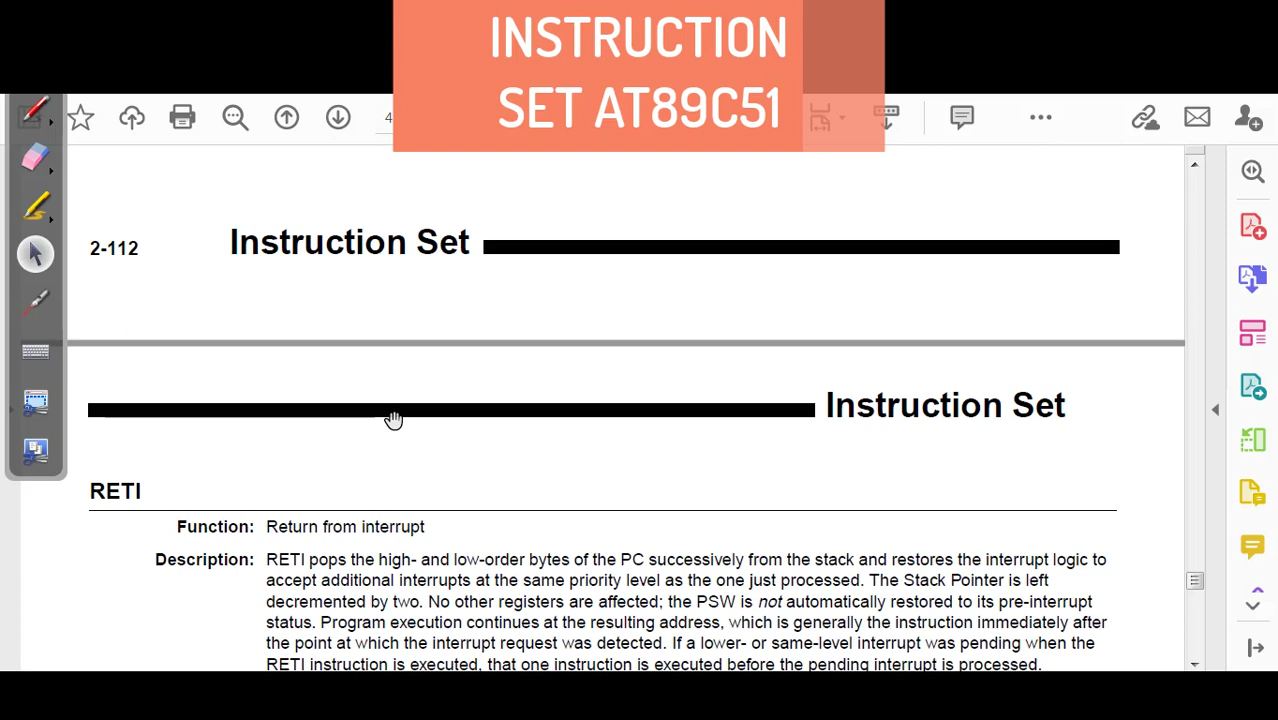 INSTRUCTION
SET AT89C51
4
2-112 Instruction Set
Instruction Set
RETI
Function: Return from interrupt
Description: RETI pops the high- and low-order bytes of the PC successively from the stack and restores the interrupt logic to
accept additional interrupts at the same priority level as the one just processed. The Stack Pointer is left
decremented by two. No other registers are affected; the PSW is not automatically restored to its pre-interrupt
status. Program execution continues at the resulting address, which is generally the instruction immediately after
the point at which the interrupt request was detected. If a lower- or same-level interrupt was pending when the
RETI instruction is executed, that one instruction is executed before the pending interrupt is processed.